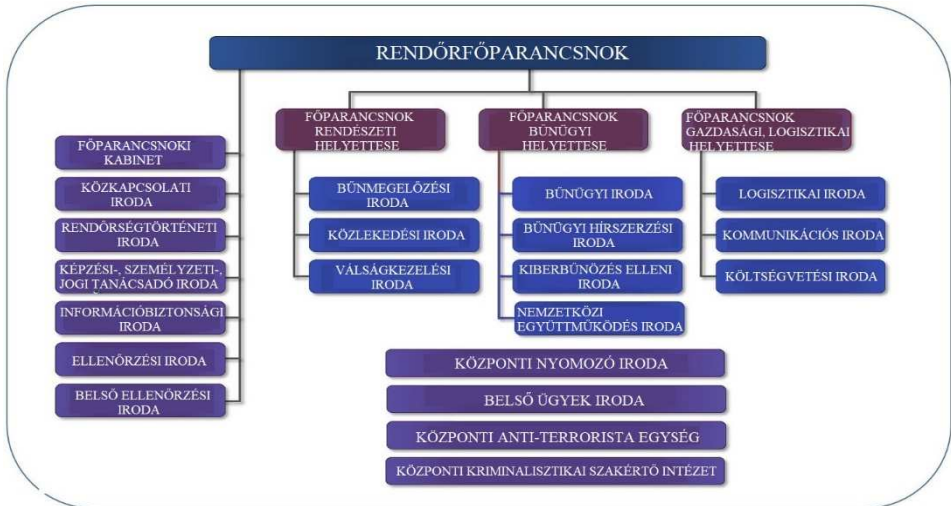 RENDŐRFŐPARANCSNOK
FŐPARANCSNOK
RENDÉSZETI
HELYETTESE
FŐPARANCSNOK
BŰNÜGYI
HELYETTESE
FŐPARANCSNOK
GAZDASÁGI, LOGISZTIKAI
HELYETTESE
FŐPARANCSNOKI
KABINET
KÖZKAPCSOLATI
IRODA
RENDŐRSÉGTÖRTÉNETI
IRODA
KÉPZÉSI-, SZEMÉLYZETI-,
JOGI TANÁCSADÓ IRODA
INFORMÁCIÓBIZTONSÁGI
IRODA
ELLENŐRZÉSI IRODA
BELSŐ ELLENŐRZÉSI
IRODA
BŰNMEGELŐZÉSI
IRODA
KÖZLEKEDÉSI IRODA
VÁLSÁGKEZELÉSI
IRODA
BŰNÜGYI IRODA
BŰNÜGYI HÍRSZERZÉSI
IRODA
KIBERBŰNÖZÉS ELLENI
IRODA
NEMZETKÖZI
EGYÜTTMŰKÖDÉS IRODA
LOGISZTIKAI IRODA
KOMMUNIKÁCIÓS IRODA
KÖLTSÉGVETÉSI IRODA
KÖZPONTI NYOMOZÓ IRODA
BELSŐ ÜGYEK IRODA
KÖZPONTI ANTI-TERRORISTA EGYSÉG
KÖZPONTI KRIMINALISZTIKAI SZAKÉRTŐ INTÉZET